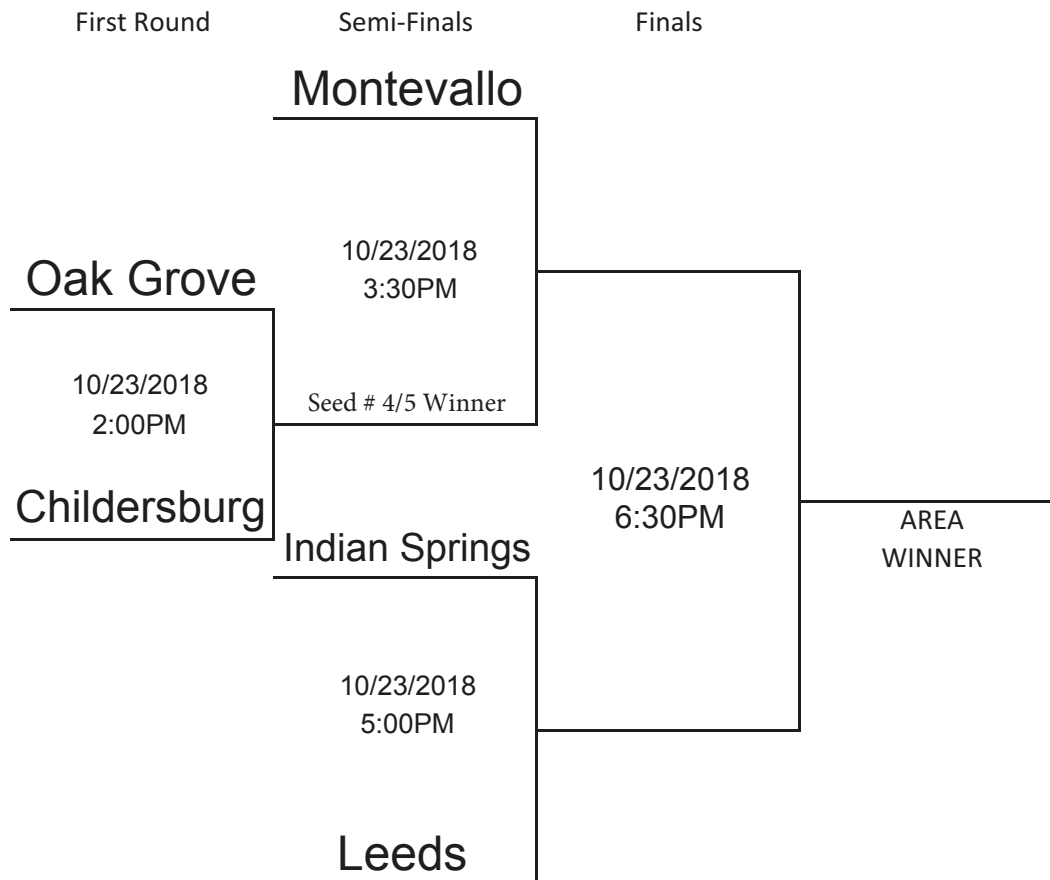 First Round
Semi-Finals
Finals
Montevallo
10/23/2018
3:30PM
Oak Grove
10/23/2018
2:00PM
Seed # 4/5 Winner
Childersburg
Indian Springs
10/23/2018
6:30PM
AREA
WINNER
10/23/2018
5:00PM
Leeds